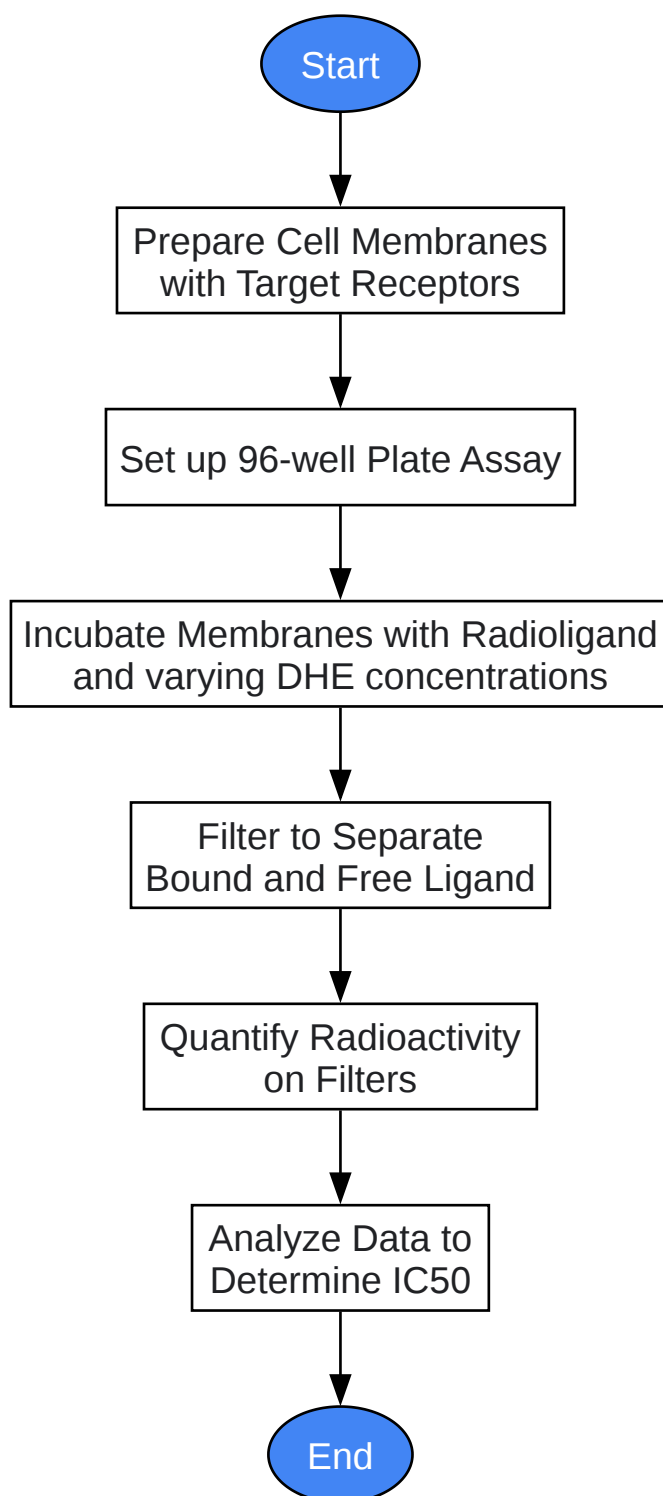 Start
Prepare Cell Membranes
with Target Receptors
Set up 96-well Plate Assay
Incubate Membranes with Radioligand
and varying DHE concentrations
Filter to Separate
Bound and Free Ligand
Quantify Radioactivity
on Filters
Analyze Data to
Determine IC50
End